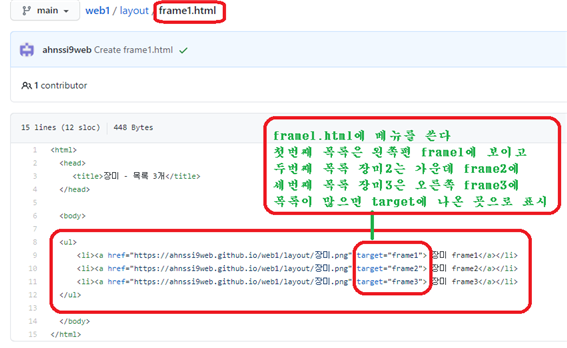 main
web1 / layout / frame1.html
ahnssi9web Create frame1.html
1 contributor
15 lines (12 sloc) 448 Bytes
frame1.html에 메뉴를 쓴다
첫번째 목록은 왼쪽편 frame1에 보이고
두번째 목록 장미2는 가운데 frame2에
세번째 목록 장미3은 오른쪽 frame3에
목록이 많으면 target에 나온 곳으로 표시
1 <html>
2 <head>
3 <title>장미 - 목록 3개</title>
4 </head>
5
6 <body>
7
8 <ul>
9 <li><a href="https://ahnssi9web.github.io/web1/layout/장미.png" target="frame1"> 장미 frame1</a></li>
10 <li><a href="https://ahnssi9web.github.io/web1/layout/장미.png" target="frame2"> 장미 frame2</a></li>
11 <li><a href="https://ahnssi9web.github.io/web1/layout/장미.png" target="frame3"> 장미 frame3</a></li>
12 </ul>
13
14 </body>
15 </html>